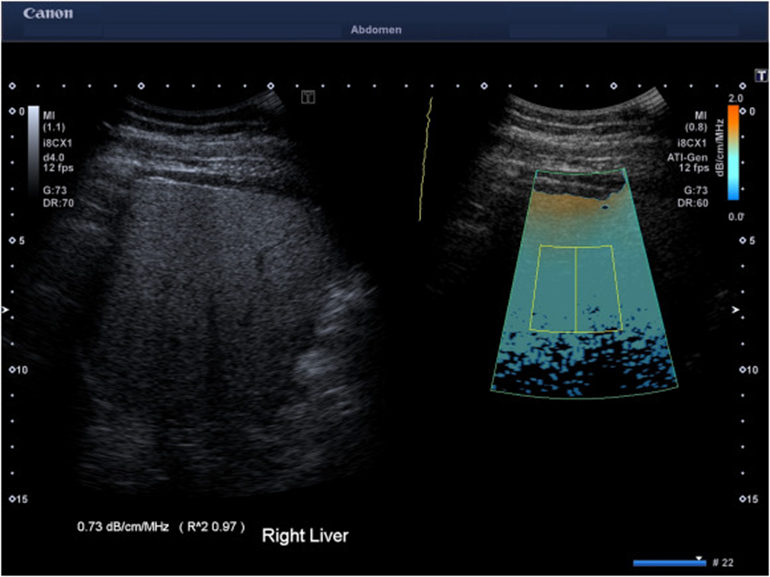 Canon
Abdomen
T
T
0
MI
(1.1)
i8CX1
d4.0
12 fps
G:73
DR:70
5
10
15
MI
(0.8)
i8CX1
ATI-Gen
12 fps
G:73
DR:60
2.0
dB/cm/MHz
0.0
0
5
10
15
0.73 dB/cm/MHz ( R^2 0.97 )
Right Liver
# 22